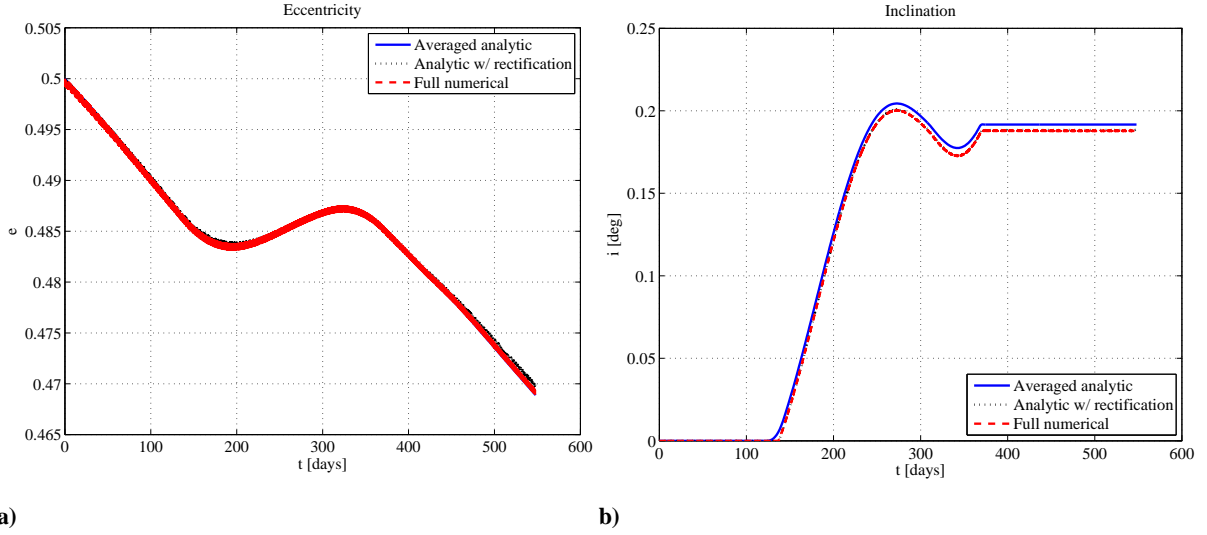 Eccentricity
0.505
0.5
0.495
0.49
0.485
0.48
0.475
0.47
0.465
e
0 100 200 300 400 500 600
t [days]
Averaged analytic
Analytic w/ rectification
Full numerical
a)
Inclination
0.25
0.2
0.15
0.1
0.05
0
i [deg]
0 100 200 300 400 500 600
t [days]
Averaged analytic
Analytic w/ rectification
Full numerical
b)